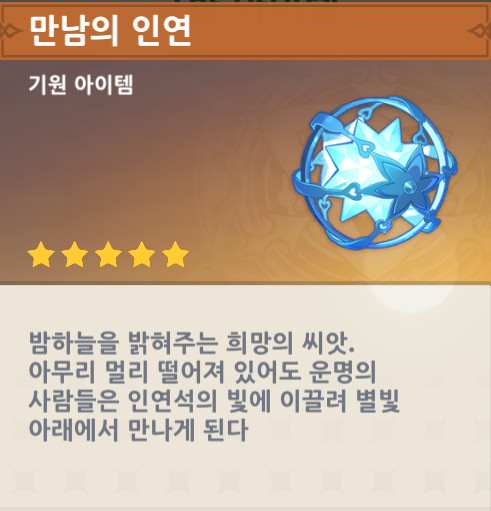 만남의 인연
기원 아이템
밤하늘을 밝혀주는 희망의 씨앗.
아무리 멀리 떨어져 있어도 운명의
사람들은 인연석의 빛에 이끌려 별빛
아래에서 만나게 된다